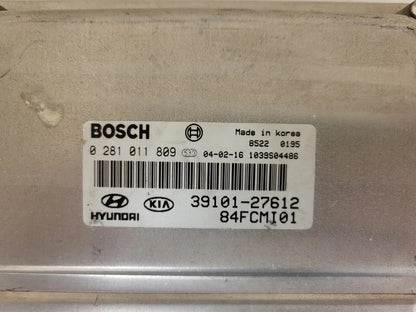 BOSCH Made in korea
8522 0195
0 281 011 809 04-02-16 1039S04486
39101-27612
HYUNDAI KIA 84FCMI01